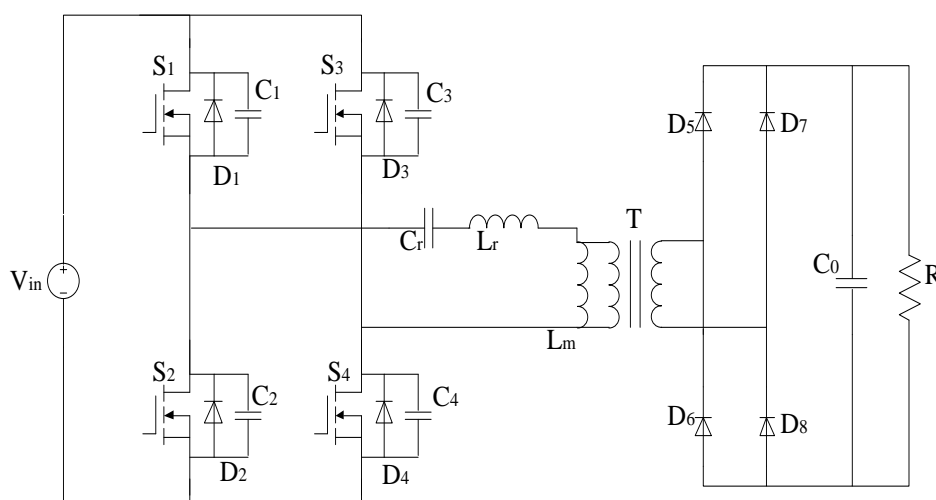 S1
C1
D1
S3
C3
D3
D5
D7
Cr
Lr
T
Vin
+
−
C0
R
Lm
S2
C2
D2
S4
C4
D4
D6
D8